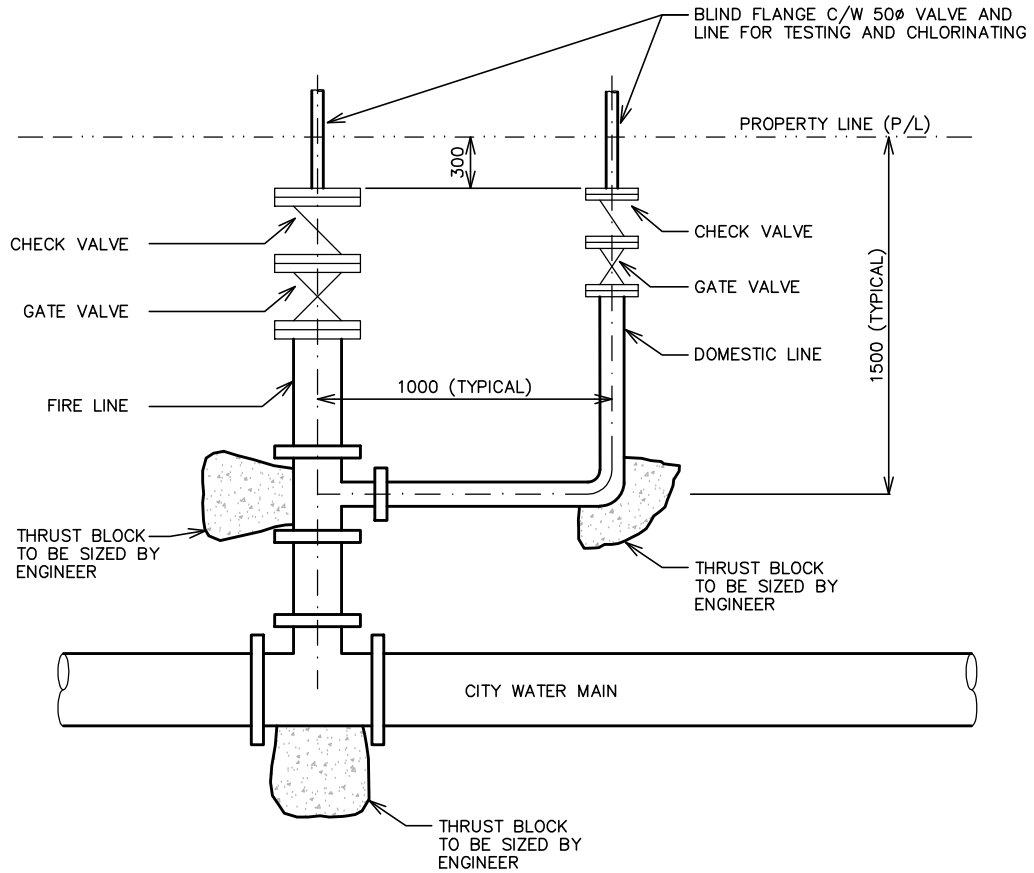 BLIND FLANGE C/W 50ø VALVE AND
LINE FOR TESTING AND CHLORINATING
PROPERTY LINE (P/L)
300
CHECK VALVE
CHECK VALVE
GATE VALVE
GATE VALVE
1500 (TYPICAL)
DOMESTIC LINE
1000 (TYPICAL)
FIRE LINE
THRUST BLOCK
TO BE SIZED BY
ENGINEER
THRUST BLOCK
TO BE SIZED BY
ENGINEER
CITY WATER MAIN
THRUST BLOCK
TO BE SIZED BY
ENGINEER